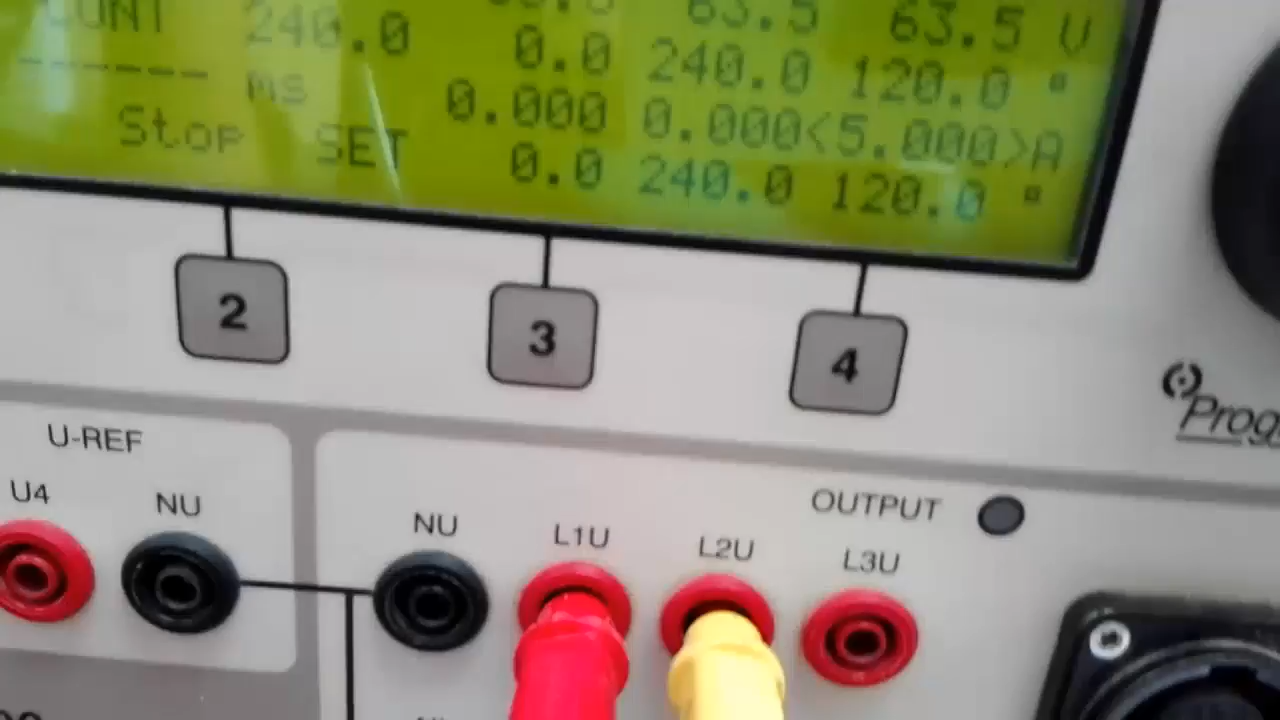 63.5 63.5 V
240.0 0.0 240.0 120.0 °
------ ms 0.000 0.000<5.000>A
Stop SET 0.0 240.0 120.0 °
2 3 4
U-REF
U4 NU
OUTPUT
NU L1U L2U L3U